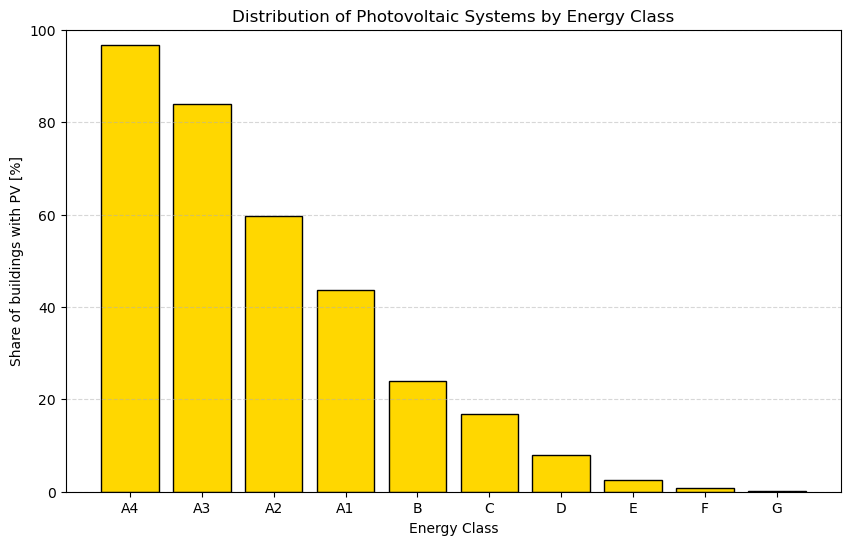 Distribution of Photovoltaic Systems by Energy Class
Share of buildings with PV [%]
100
80
60
40
20
0
A4 A3 A2 A1 B C D E F G
Energy Class